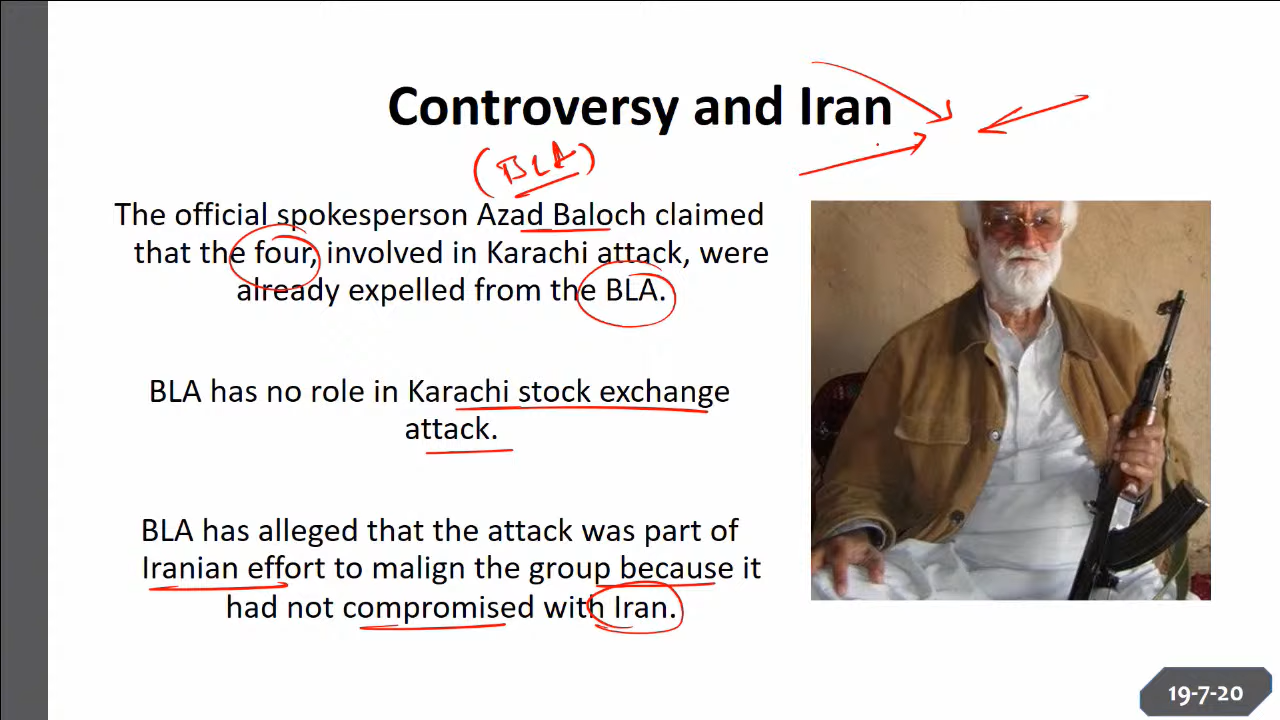 Controversy and Iran
(BLA)
The official spokesperson Azad Baloch claimed
that the four, involved in Karachi attack, were
already expelled from the BLA.
BLA has no role in Karachi stock exchange
attack.
BLA has alleged that the attack was part of
Iranian effort to malign the group because it
had not compromised with Iran.
19-7-20